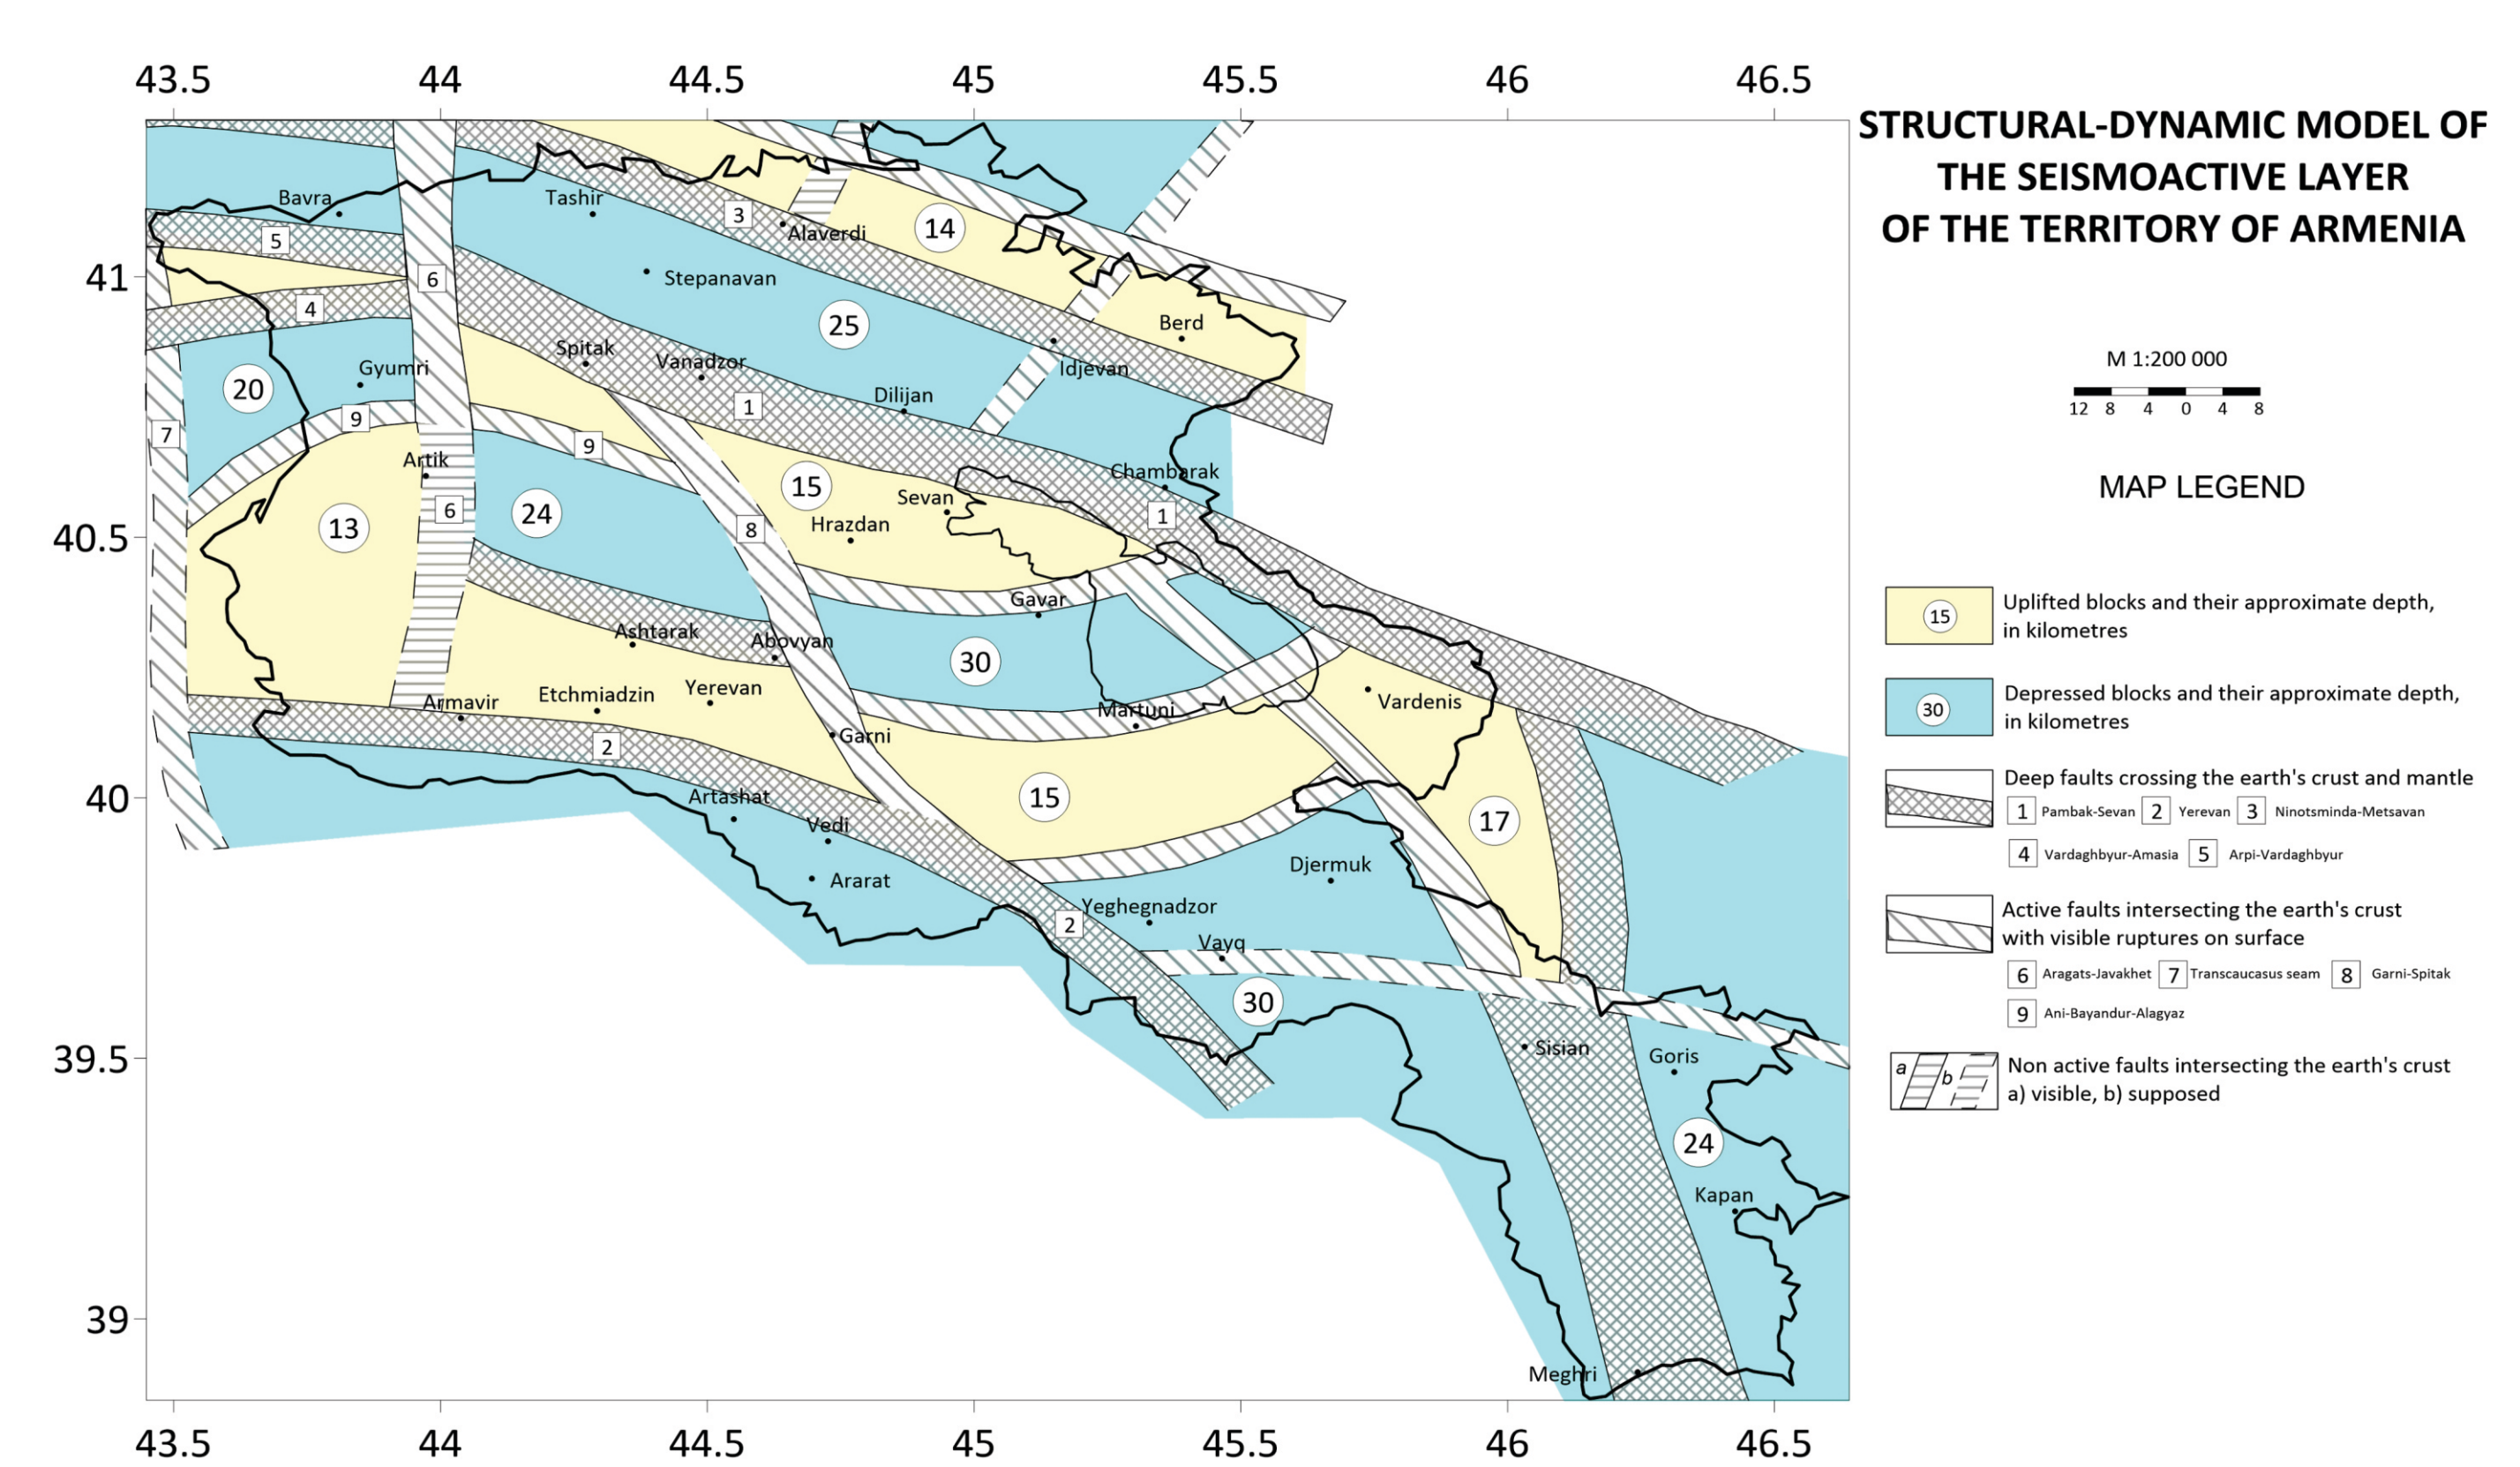 43.5 44 44.5 45 45.5 46 46.5
STRUCTURAL-DYNAMIC MODEL OF
THE SEISMOACTIVE LAYER
OF THE TERRITORY OF ARMENIA
Bavra
Tashir
3
14
Alaverdi
5
41
6
Stepanavan
4
25
Berd
M 1:200 000
12 8 4 0 4 8
Spitak
Vanadzor
Idjevan
Gyumri
20
Dilijan
1
9
7
9
Artik
Chambarak
MAP LEGEND
15
Sevan
6
24
1
13
Hrazdan
8
40.5
Gavar
15
Uplifted blocks and their approximate depth,
in kilometres
Ashtarak
Abovyan
30
Etchmiadzin
Yerevan
Armavir
Vardenis
Martuni
30
Depressed blocks and their approximate depth,
in kilometres
Garni
2
40
Artashat
15
17
Vedi
Deep faults crossing the earth's crust and mantle
1 Pambak-Sevan 2 Yerevan 3 Ninotsminda-Metsavan
4 Vardaghbyur-Amasia 5 Arpi-Vardaghbyur
Djermuk
Ararat
Yeghegnadzor
2
Vayq
Active faults intersecting the earth's crust
with visible ruptures on surface
6 Aragats-Javakhet 7 Transcaucasus seam 8 Garni-Spitak
9 Ani-Bayandur-Alagyaz
30
39.5
Sisian
Goris
a b
Non active faults intersecting the earth's crust
a) visible, b) supposed
24
Kapan
39
Meghri
43.5 44 44.5 45 45.5 46 46.5